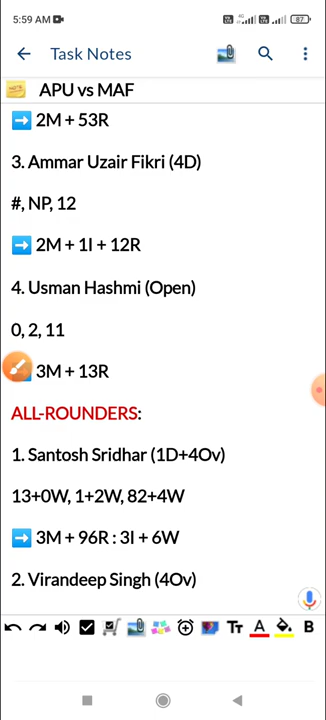 5:59 AM
87
Task Notes
APU vs MAF
➡️ 2M + 53R
3. Ammar Uzair Fikri (4D)
#, NP, 12
➡️ 2M + 1I + 12R
4. Usman Hashmi (Open)
0, 2, 11
3M + 13R
ALL-ROUNDERS:
1. Santosh Sridhar (1D+4Ov)
13+0W, 1+2W, 82+4W
➡️ 3M + 96R : 3I + 6W
2. Virandeep Singh (4Ov)
TT A B